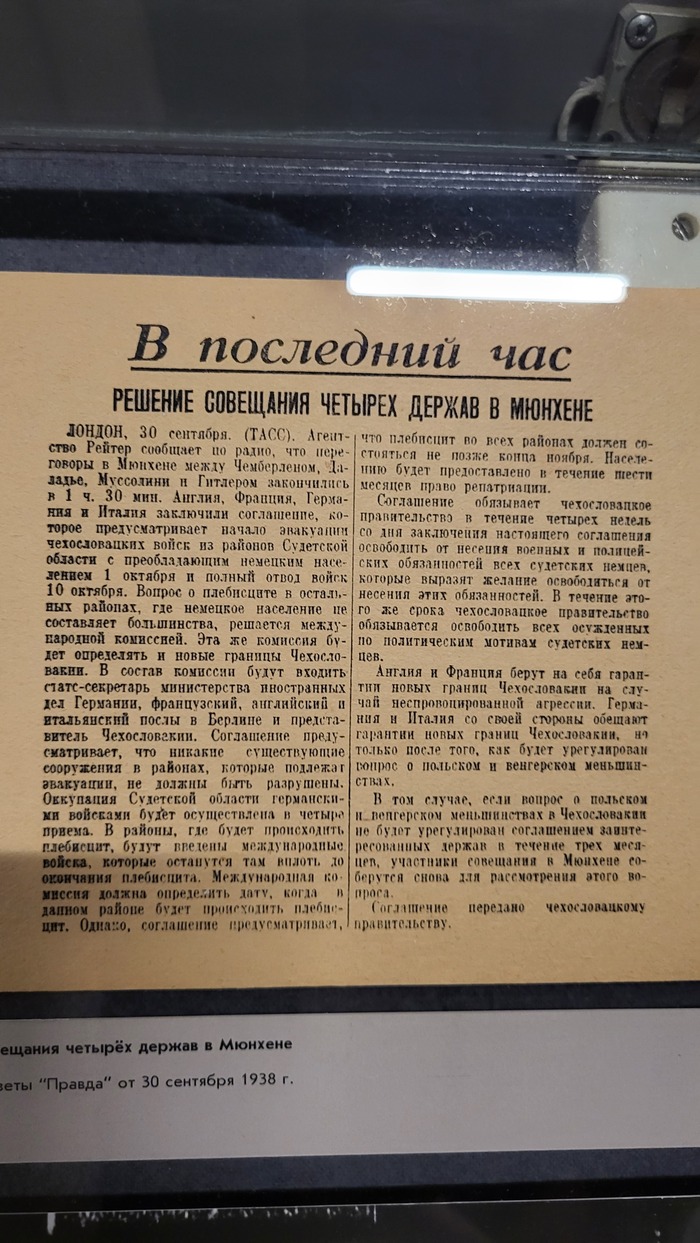 В последний час
РЕШЕНИЕ СОВЕЩАНИЯ ЧЕТЫРЕХ ДЕРЖАВ В МЮНХЕНЕ
ЛОНДОН, 30 сентября. (ТАСС). Агент-
ство Рейтер сообщает по радио, что пере-
говоры в Мюнхене между Чемберленом, Да-
ладье, Муссолини и Гитлером закончились
в 1 ч. 30 мин. Англия, Франция, Герма-
ния и Италия заключили соглашение, ко-
торое предусматривает начало эвакуации
чехословацких войск из районов Судетской
области с преобладающим немецким насе-
лением 1 октября и полный отвод войск
10 октября. Вопрос о плебисците в осталь-
ных районах, где немецкое население не
составляет большинства, решается между-
народной комиссией. Эта же комиссия бу-
дет определять и новые границы Чехосло-
вакии. В состав комиссии будут входить
статс-секретарь министерства иностранных
дел Германии, французский, английский и
итальянский послы в Берлине и предста-
витель Чехословакии. Соглашение преду-
сматривает, что никакие существующие
сооружения в районах, которые подлежат
эвакуации, не должны быть разрушены.
Оккупация Судетской области германски-
ми войсками будет осуществлена в четыре
приема. В районы, где будет происходить
плебисцит, будут введены международные
войска, которые останутся там вплоть до
окончания плебисцита. Международная ко-
миссия должна определить дату, когда в
данном районе будет происходить плебис-
цит. Однако, соглашение предусматривает,
что плебисцит во всех районах должен со-
стояться не позже конца ноября. Населе-
нию будет предоставлено в течение шести
месяцев право репатриации.
Соглашение обязывает чехословацкое
правительство в течение четырех недель
со дня заключения настоящего соглашения
освободить от несения военных и полицей-
ских обязанностей всех судетских немцев,
которые выразят желание освободиться от
несения этих обязанностей. В течение это-
го же срока чехословацкое правительство
обязывается освободить всех осужденных
по политическим мотивам судетских нем-
цев.
Англия и Франция берут на себя гаран-
тии новых границ Чехословакии на слу-
чай неспровоцированной агрессии. Герма-
ния и Италия со своей стороны обещают
гарантии новых границ Чехословакии, но
только после того, как будет урегулирован
вопрос о польском и венгерском меньшин-
ствах.
В том случае, если вопрос о польском
и венгерском меньшинствах в Чехословакии
не будет урегулирован соглашением заинте-
ресованных держав в течение трех меся-
цев, участники совещания в Мюнхене со-
берутся снова для рассмотрения этого во-
проса.
Соглашение передано чехословацкому
правительству.
ещания четырёх держав в Мюнхене
зеты "Правда" от 30 сентября 1938 г.